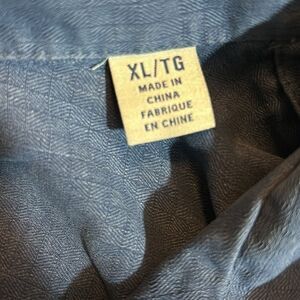 XL/TG
MADE IN
CHINA
FABRIQUE
EN CHINE